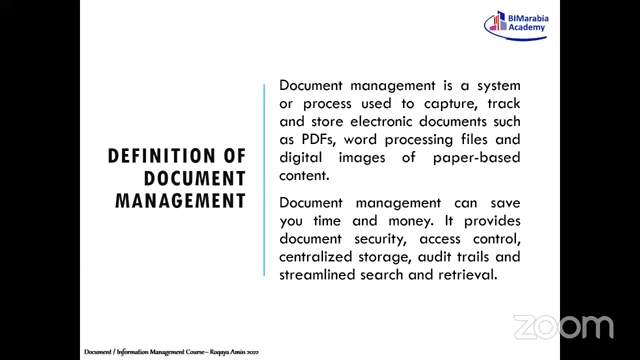 BIMarabia
Academy
Document management is a system
or process used to capture, track
and store electronic documents such
as PDFs, word processing files and
digital images of paper-based
content.
DEFINITION OF
DOCUMENT
MANAGEMENT
Document management can save
you time and money. It provides
document security, access control,
centralized storage, audit trails and
streamlined search and retrieval.
zoom
Document / Information Management Course– Roqaya Amin 2022